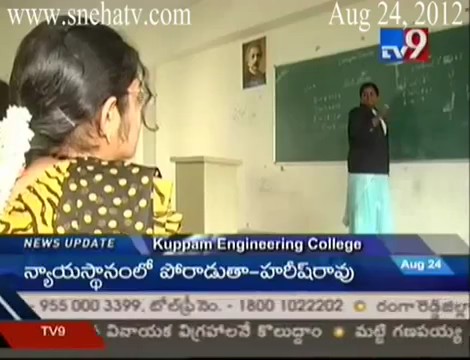 www.snehatv.com
Aug 24, 2012
TV9
NEWS UPDATE
Kuppam Engineering College
న్యాయస్థానంలో పోరాడుతా-హరీష్‌రావు
Aug 24
955 000 3399, టోల్‌ఫ్రీ నెం. - 1800 1022202
TV9 వినాయక విగ్రహాలనే కొలుద్దాం మట్టి గణపయ్య